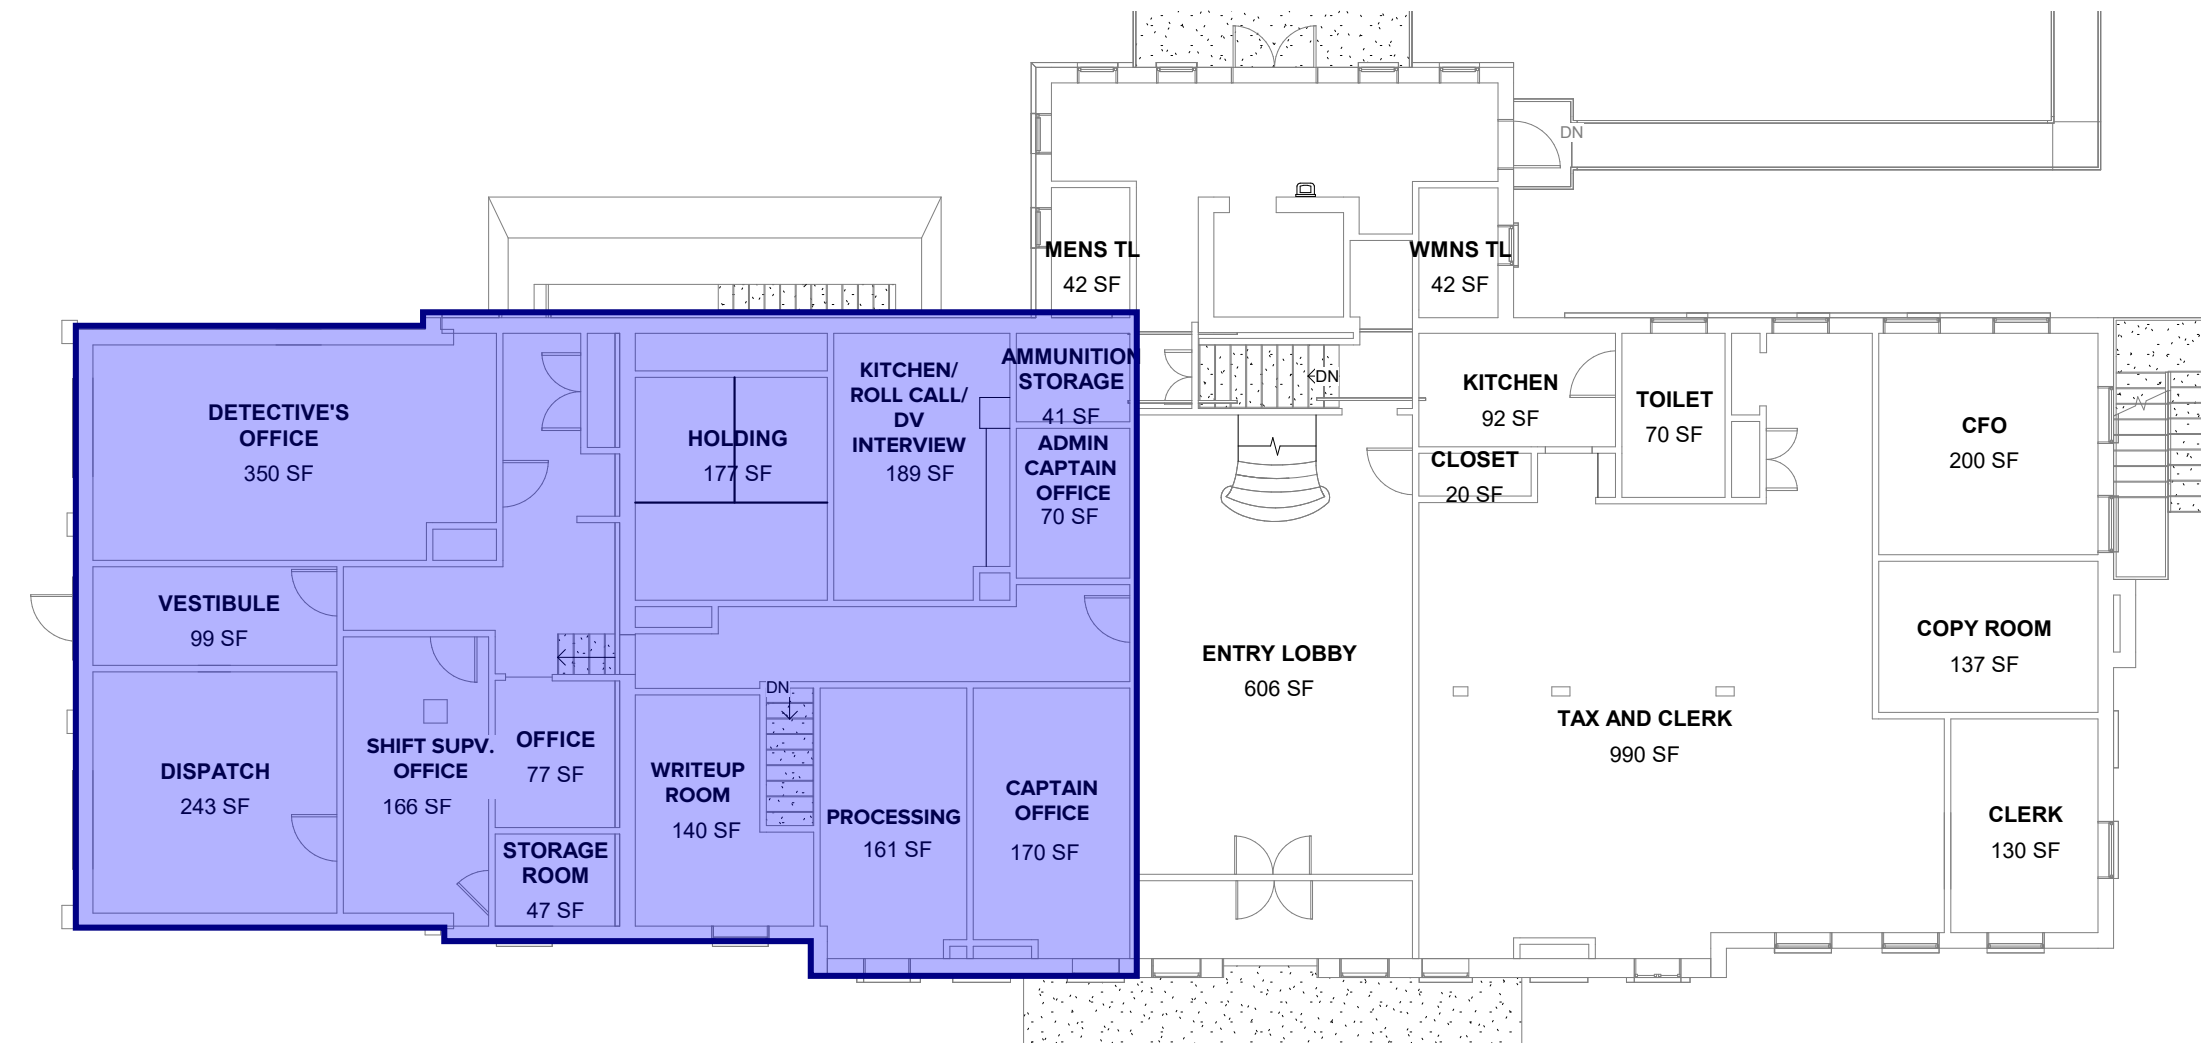 DN
MENS TL
42 SF
WMNS TL
42 SF
DETECTIVE'S
OFFICE
350 SF
HOLDING
177 SF
KITCHEN/
ROLL CALL/
DV
INTERVIEW
189 SF
AMMUNITION
STORAGE
41 SF
ADMIN
CAPTAIN
OFFICE
70 SF
DN
KITCHEN
92 SF
CLOSET
20 SF
TOILET
70 SF
CFO
200 SF
VESTIBULE
99 SF
ENTRY LOBBY
606 SF
COPY ROOM
137 SF
DISPATCH
243 SF
SHIFT SUPV.
OFFICE
166 SF
OFFICE
77 SF
STORAGE
ROOM
47 SF
WRITEUP
ROOM
140 SF
DN
PROCESSING
161 SF
CAPTAIN
OFFICE
170 SF
TAX AND CLERK
990 SF
CLERK
130 SF